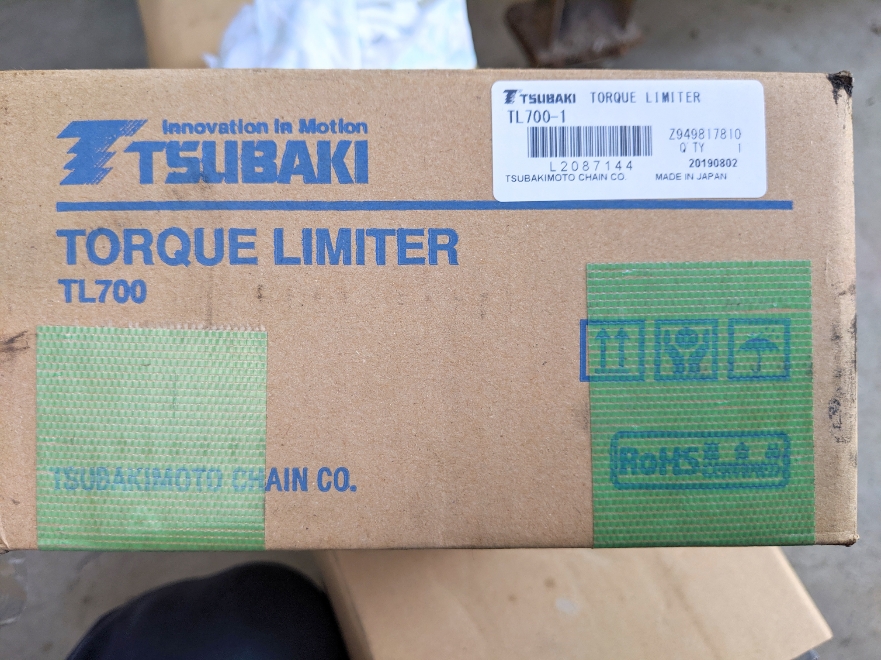 Innovation in Motion
TSUBAKI
TSUBAKI TORQUE LIMITER
TL700-1
Z949817810
Q'TY 1
L2087144
20190802
TSUBAKIMOTO CHAIN CO. MADE IN JAPAN
TORQUE LIMITER
TL700
TSUBAKIMOTO CHAIN CO.
RoHS